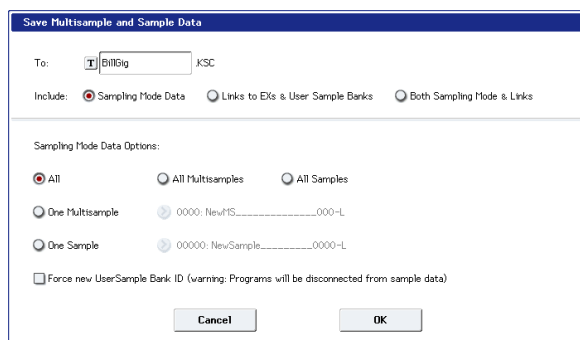 Save Multisample and Sample Data
To: T BillGig .KSC
Include: Sampling Mode Data Links to EXs & User Sample Banks Both Sampling Mode & Links
Sampling Mode Data Options:
All All Multisamples All Samples
One Multisample 0000: NewMS______________000-L
One Sample 00000: NewSample_________0000-L
Force new UserSample Bank ID (warning: Programs will be disconnected from sample data)
Cancel OK